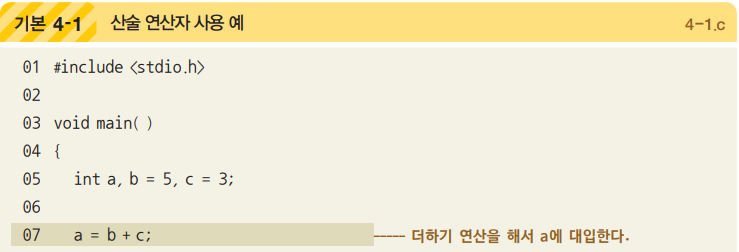 기본 4-1 산술 연산자 사용 예 4-1.c
01 #include <stdio.h>
02
03 void main( )
04 {
05 int a, b = 5, c = 3;
06
07 a = b + c; ----- 더하기 연산을 해서 a에 대입한다.